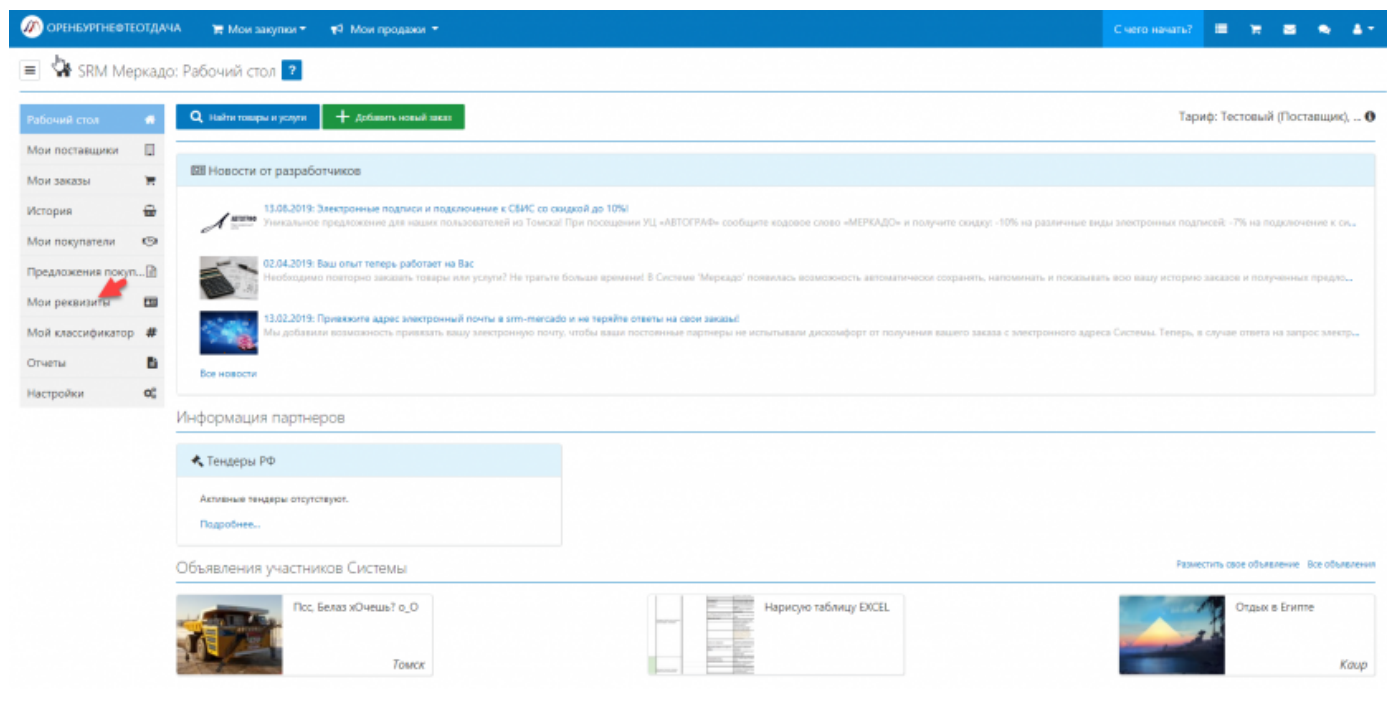 ОРЕНБУРГНЕФТЕОТДАЧА Мои закупки Мои продажи С чего начать?
SRM Меркадо: Рабочий стол ?
Рабочий стол
Мои поставщики
Мои заказы
История
Мои покупатели
Предложения покуп...
Мои реквизиты
Мой классификатор #
Отчеты
Настройки
Найти товары и услуги + Добавить новый заказ Тариф: Тестовый (Поставщик), ...
Новости от разработчиков
13.08.2019: Электронные подписи и подключение к СБИС со скидкой до 10%!
Уникальное предложение для наших пользователей из Томска! При посещении УЦ «АВТОГРАФ» сообщите кодовое слово «МЕРКАДО» и получите скидку: -10% на различные виды электронных подписей; -7% на подключение к си...
02.04.2019: Ваш опыт теперь работает на Вас
Необходимо повторно заказать товары или услуги? Не тратьте больше времени! В Системе 'Меркадо' появилась возможность автоматически сохранять, напоминать и показывать всю вашу историю заказов и полученных предло...
13.02.2019: Привяжите адрес электронный почты в srm-mercado и не теряйте ответы на свои заказы!
Мы добавили возможность привязать вашу электронную почту, чтобы ваши постоянные партнеры не испытывали дискомфорт от получения вашего заказа с электронного адреса Системы. Теперь, в случае ответа на запрос электр...
Все новости
Информация партнеров
Тендеры РФ
Активные тендеры отсутствуют.
Подробнее...
Объявления участников Системы Разместить свое объявление Все объявления
Псс, Белаз хОчешь? о_О
Томск
Нарисую таблицу EXCEL
Отдых в Египте
Каир